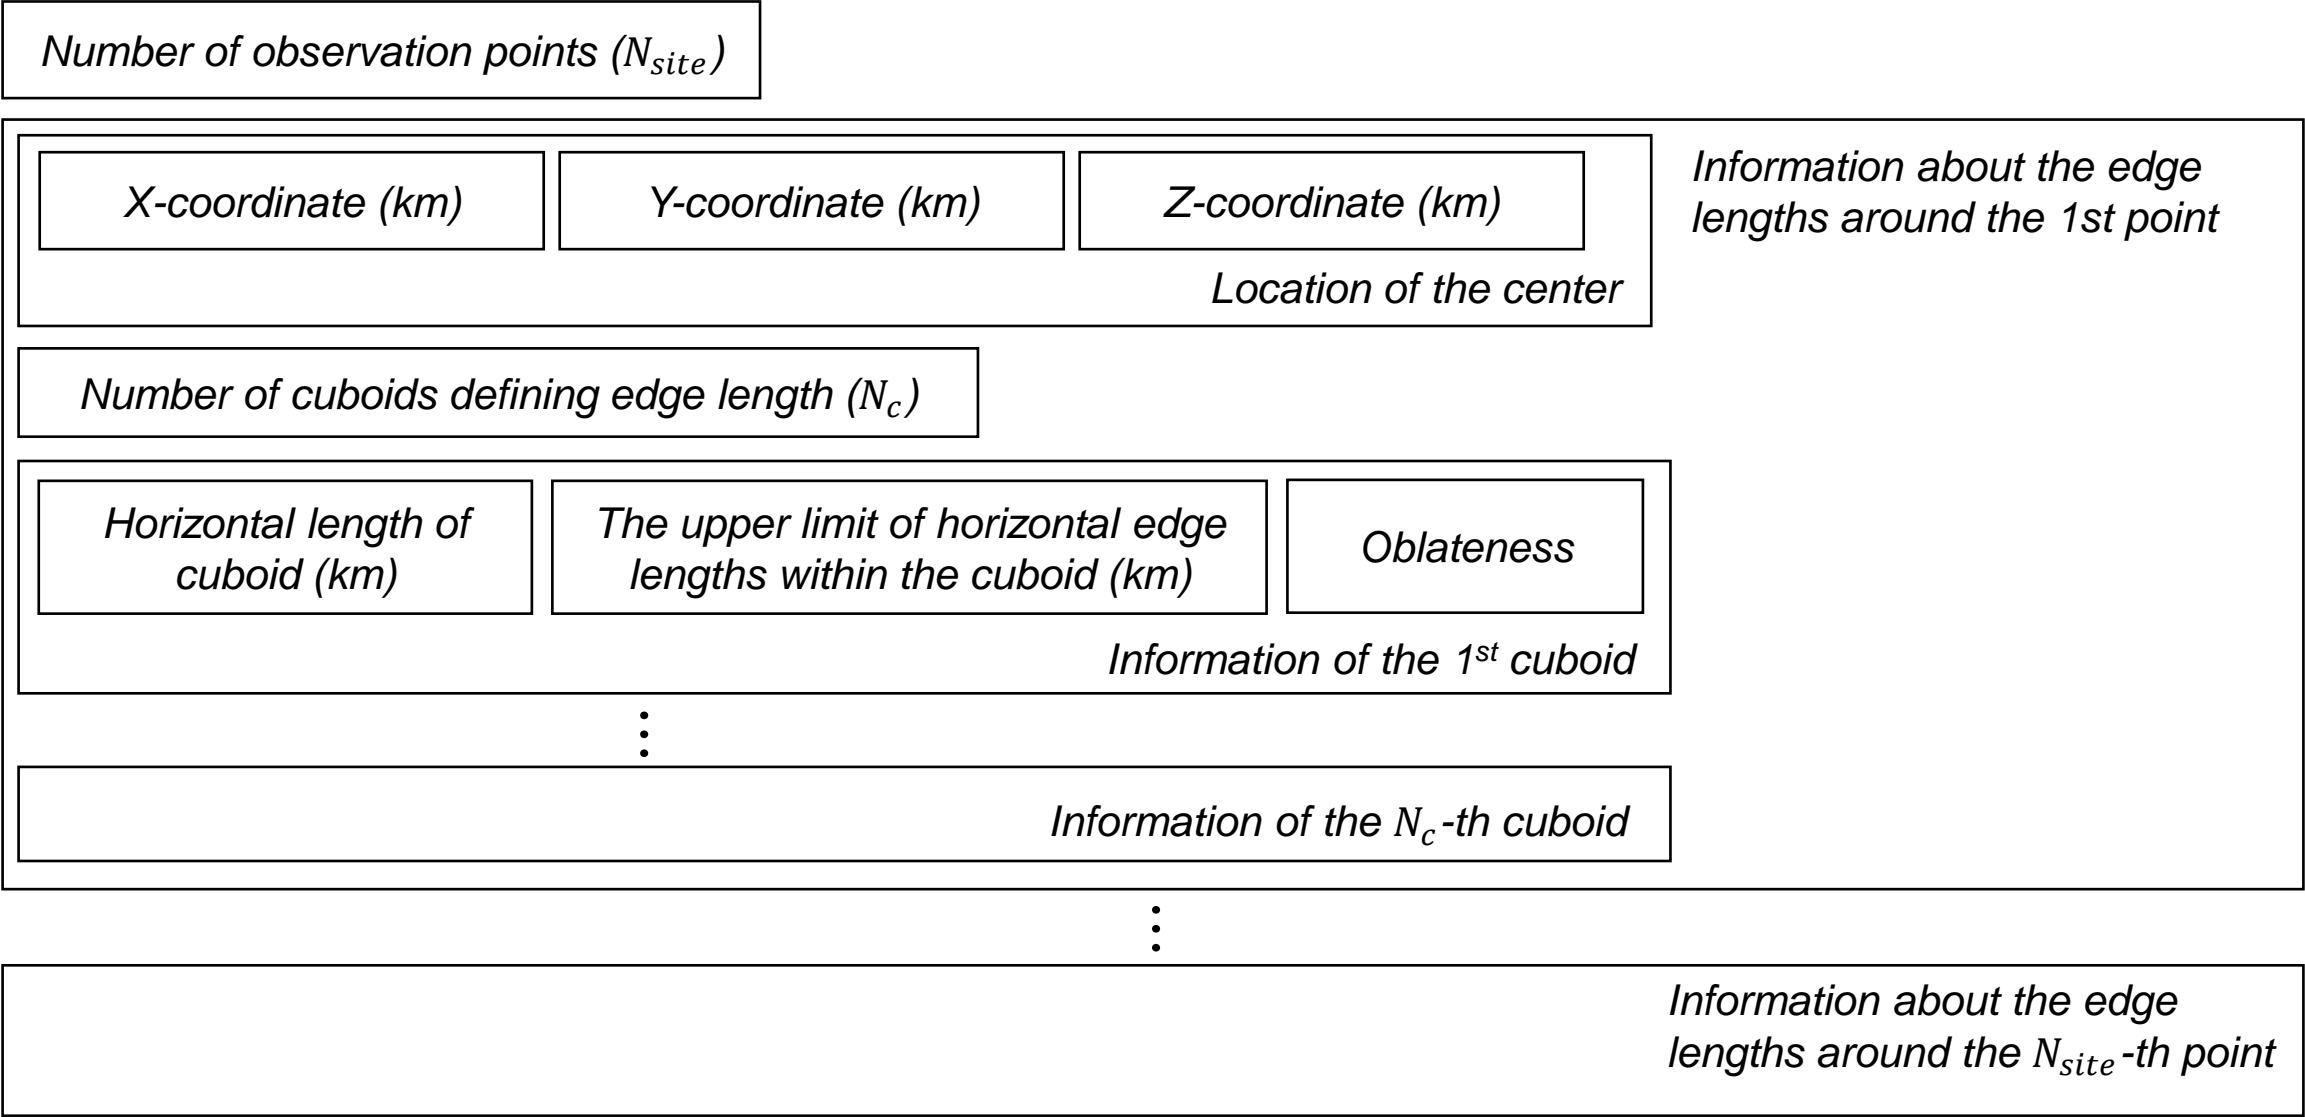 Number of observation points (N_site)
X-coordinate (km)
Y-coordinate (km)
Z-coordinate (km)
Location of the center
Information about the edge
lengths around the 1st point
Number of cuboids defining edge length (N_c)
Horizontal length of
cuboid (km)
The upper limit of horizontal edge
lengths within the cuboid (km)
Oblateness
Information of the 1st cuboid
Information of the N_c-th cuboid
Information about the edge
lengths around the N_site-th point